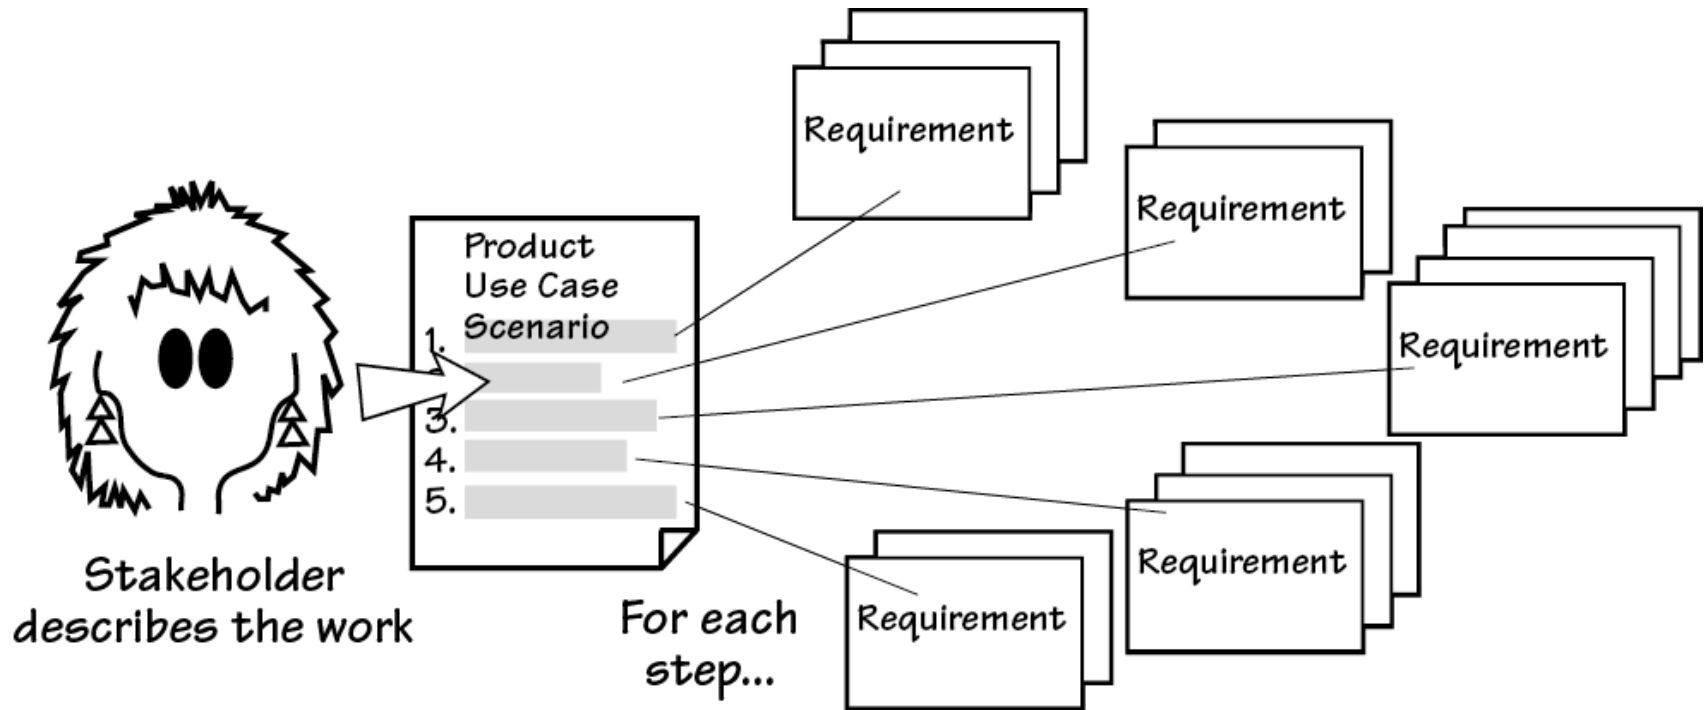 Product
Use Case
Scenario
1.
3.
4.
5.
Stakeholder
describes the work
For each
step...
Requirement
Requirement
Requirement
Requirement
Requirement